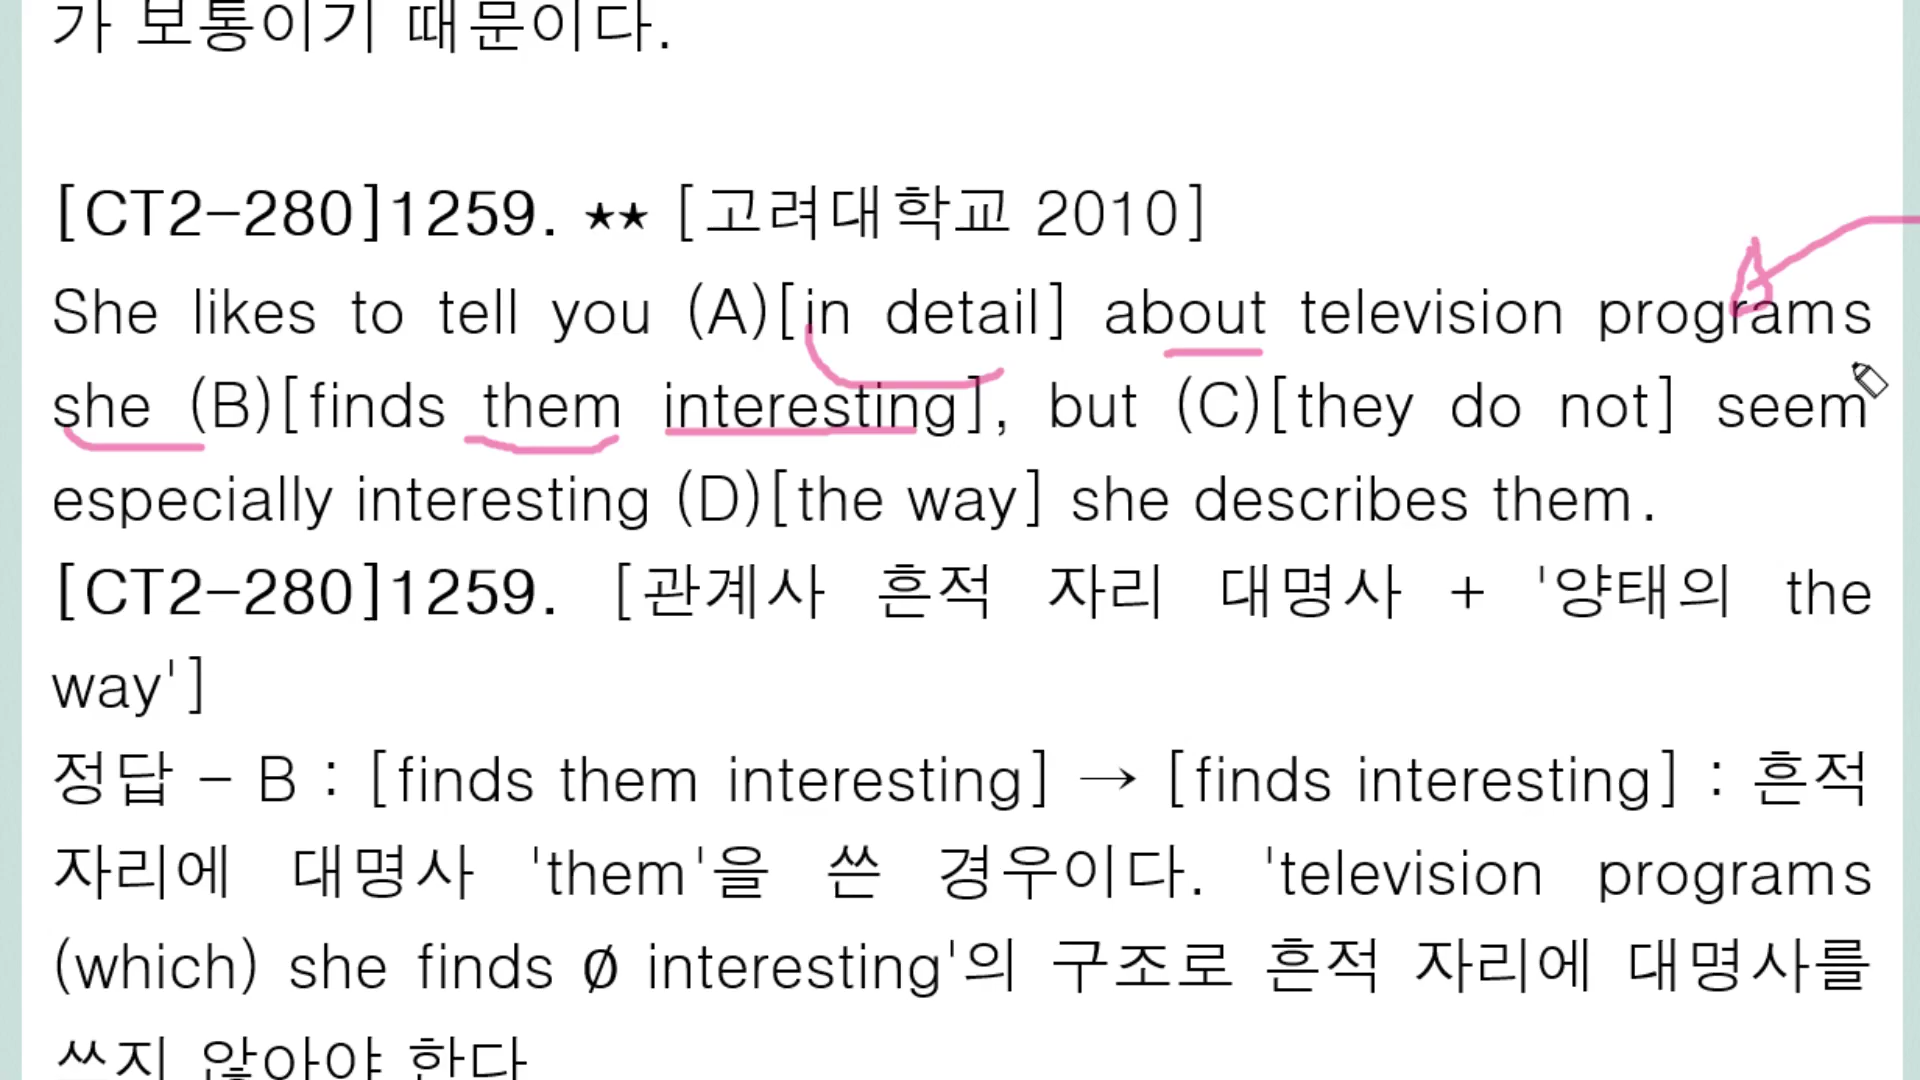 가 보통이기 때문이다.
[CT2-280]1259. ★★ [고려대학교 2010]
She likes to tell you (A)[in detail] about television programs
she (B)[finds them interesting], but (C)[they do not] seem
especially interesting (D)[the way] she describes them.
[CT2-280]1259. [관계사 흔적 자리 대명사 + '양태의 the
way']
정답 - B : [finds them interesting] → [finds interesting] : 흔적
자리에 대명사 'them'을 쓴 경우이다. 'television programs
(which) she finds Ø interesting'의 구조로 흔적 자리에 대명사를
쓰지 않아야 한다